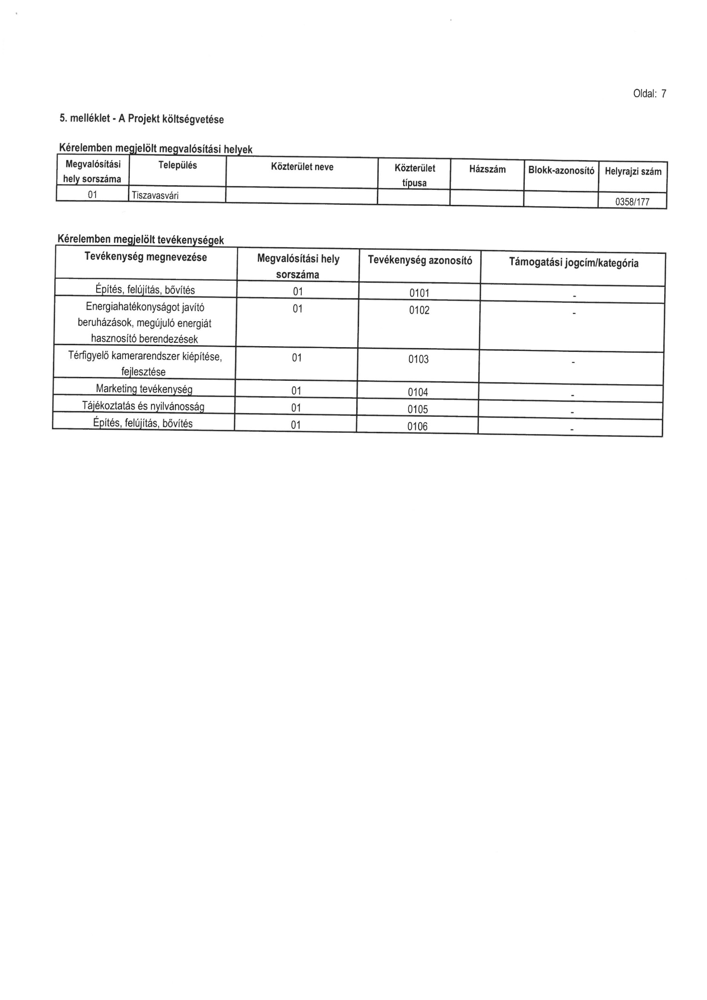 Oldal: 7
5. melléklet - A Projekt költségvetése
Kérelemben megjelölt megvalósítási helyek
Megvalósítási hely sorszáma Település Közterület neve Közterület típusa Házszám Blokk-azonosító Helyrajzi szám
01 Tiszavasvári 0358/177
Kérelemben megjelölt tevékenységek
Tevékenység megnevezése Megvalósítási hely sorszáma Tevékenység azonosító Támogatási jogcím/kategória
Építés, felújítás, bővítés 01 0101 -
Energiahatékonyságot javító 01 0102 -
beruházások, megújuló energiát
hasznosító berendezések
Térfigyelő kamerarendszer kiépítése, 01 0103 -
fejlesztése
Marketing tevékenység 01 0104 -
Tájékoztatás és nyilvánosság 01 0105 -
Építés, felújítás, bővítés 01 0106 -